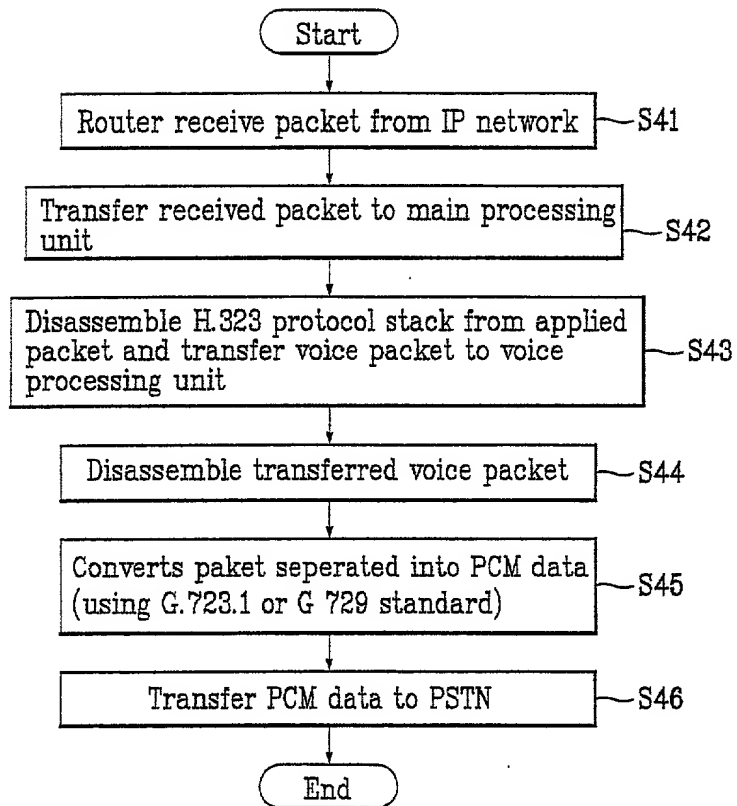 Start
Router receive packet from IP network
S41
Transfer received packet to main processing
unit
S42
Disassemble H.323 protocol stack from applied
packet and transfer voice packet to voice
processing unit
S43
Disassemble transferred voice packet
S44
Converts paket seperated into PCM data
(using G.723.1 or G 729 standard)
S45
Transfer PCM data to PSTN
S46
End